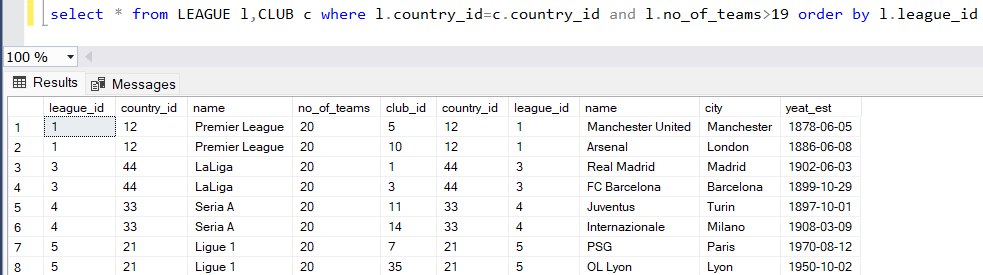 select * from LEAGUE l,CLUB c where l.country_id=c.country_id and l.no_of_teams>19 order by l.league_id
100 %
Results Messages
league_id country_id name no_of_teams club_id country_id league_id name city yeat_est
1 1 12 Premier League 20 5 12 1 Manchester United Manchester 1878-06-05
2 1 12 Premier League 20 10 12 1 Arsenal London 1886-06-08
3 3 44 LaLiga 20 1 44 3 Real Madrid Madrid 1902-06-03
4 3 44 LaLiga 20 3 44 3 FC Barcelona Barcelona 1899-10-29
5 4 33 Seria A 20 11 33 4 Juventus Turin 1897-10-01
6 4 33 Seria A 20 14 33 4 Internazionale Milano 1908-03-09
7 5 21 Ligue 1 20 7 21 5 PSG Paris 1970-08-12
8 5 21 Ligue 1 20 35 21 5 OL Lyon Lyon 1950-10-02